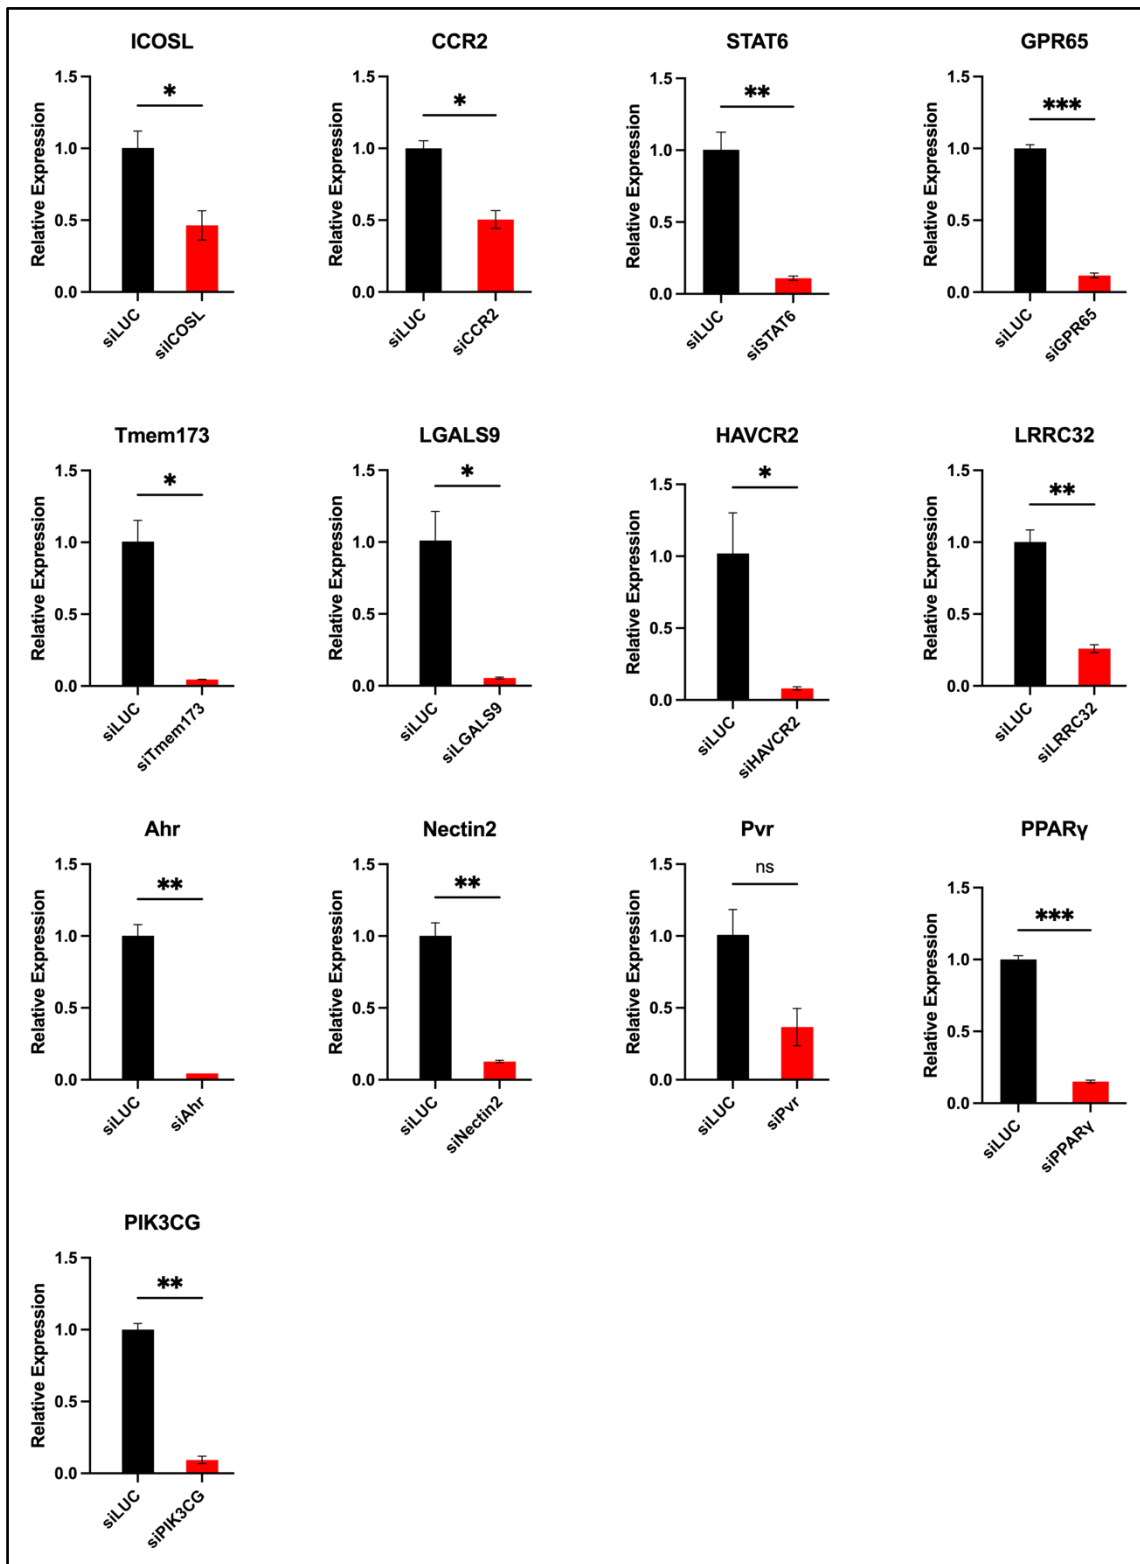 ICOSL
Relative Expression
1.5
1.0
0.5
0.0
*
siLUC
siICOSL
CCR2
Relative Expression
1.5
1.0
0.5
0.0
*
siLUC
siCCR2
STAT6
Relative Expression
1.5
1.0
0.5
0.0
**
siLUC
siSTAT6
GPR65
Relative Expression
1.5
1.0
0.5
0.0
***
siLUC
siGPR65
Tmem173
Relative Expression
1.5
1.0
0.5
0.0
*
siLUC
siTmem173
LGALS9
Relative Expression
1.5
1.0
0.5
0.0
*
siLUC
siLGALS9
HAVCR2
Relative Expression
1.5
1.0
0.5
0.0
*
siLUC
siHAVCR2
LRRC32
Relative Expression
1.5
1.0
0.5
0.0
**
siLUC
siLRRC32
Ahr
Relative Expression
1.5
1.0
0.5
0.0
**
siLUC
siAhr
Nectin2
Relative Expression
1.5
1.0
0.5
0.0
**
siLUC
siNectin2
Pvr
Relative Expression
1.5
1.0
0.5
0.0
ns
siLUC
siPvr
PPARγ
Relative Expression
1.5
1.0
0.5
0.0
***
siLUC
siPPARγ
PIK3CG
Relative Expression
1.5
1.0
0.5
0.0
**
siLUC
siPIK3CG